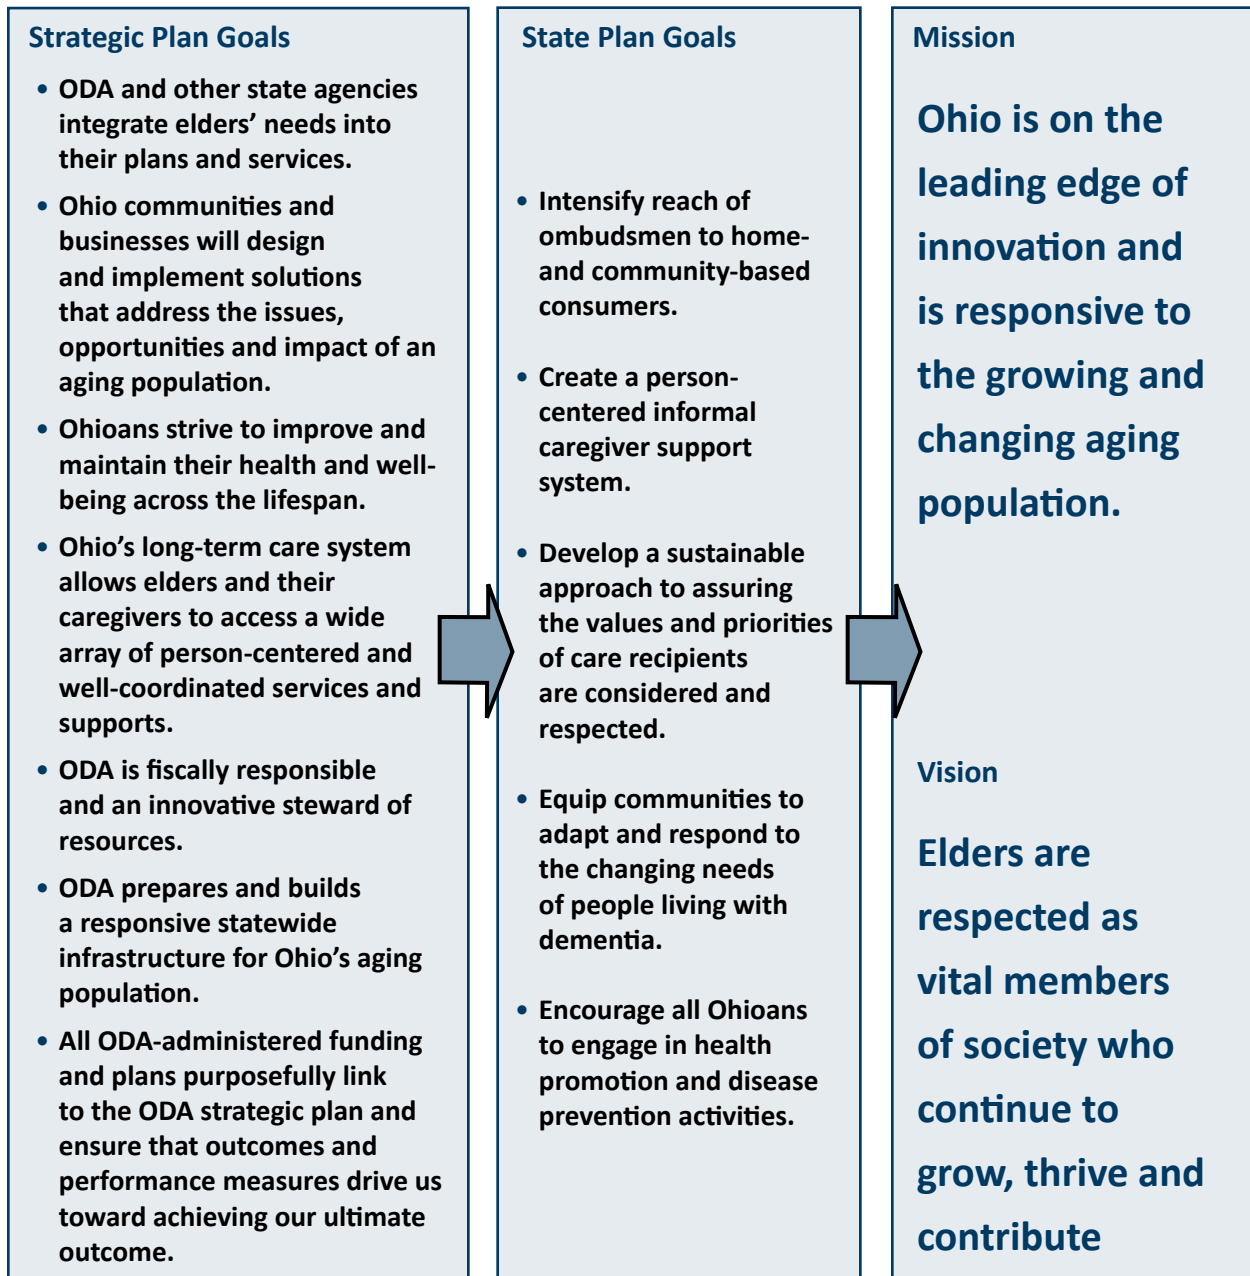 Strategic Plan Goals
• ODA and other state agencies
integrate elders’ needs into
their plans and services.
• Ohio communities and
businesses will design
and implement solutions
that address the issues,
opportunities and impact of an
aging population.
• Ohioans strive to improve and
maintain their health and well-
being across the lifespan.
• Ohio’s long-term care system
allows elders and their
caregivers to access a wide
array of person-centered and
well-coordinated services and
supports.
• ODA is fiscally responsible
and an innovative steward of
resources.
• ODA prepares and builds
a responsive statewide
infrastructure for Ohio’s aging
population.
• All ODA-administered funding
and plans purposefully link
to the ODA strategic plan and
ensure that outcomes and
performance measures drive us
toward achieving our ultimate
outcome.
State Plan Goals
• Intensify reach of
ombudsmen to home-
and community-based
consumers.
• Create a person-
centered informal
caregiver support
system.
• Develop a sustainable
approach to assuring
the values and priorities
of care recipients
are considered and
respected.
• Equip communities to
adapt and respond to
the changing needs
of people living with
dementia.
• Encourage all Ohioans
to engage in health
promotion and disease
prevention activities.
Mission
Ohio is on the
leading edge of
innovation and
is responsive to
the growing and
changing aging
population.
Vision
Elders are
respected as
vital members
of society who
continue to
grow, thrive and
contribute